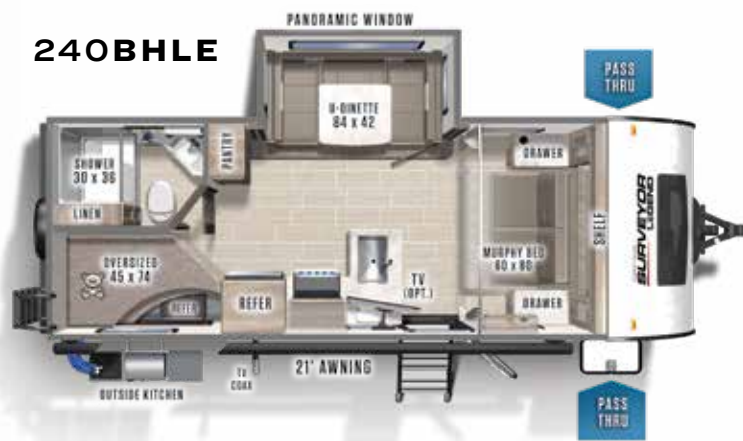 PANORAMIC WINDOW
240BHLE
PASS
THRU
U-DINETTE
84 x 42
SHOWER
30 x 36
PANTRY
DRAWER
LINEN
SHELF
SURVEYOR
LEGEND
OVERSIZED
45 x 74
MURPHY BED
60 x 80
TV
(OPT.)
REFER
REFER
DRAWER
21' AWNING
TV
COAX
OUTSIDE KITCHEN
PASS
THRU